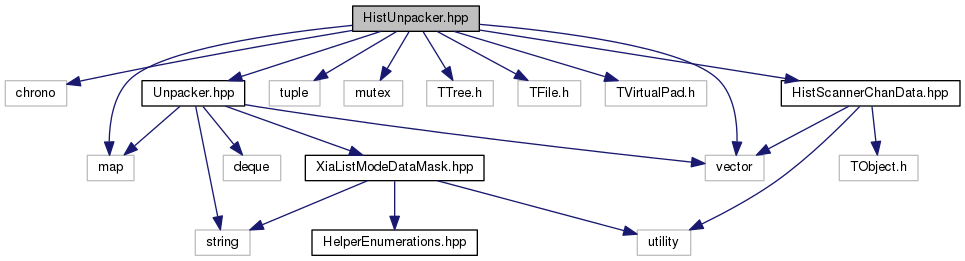 HistUnpacker.hpp
chrono
Unpacker.hpp
tuple
mutex
TTree.h
TFile.h
TVirtualPad.h
HistScannerChanData.hpp
map
deque
XiaListModeDataMask.hpp
vector
TObject.h
string
HelperEnumerations.hpp
utility